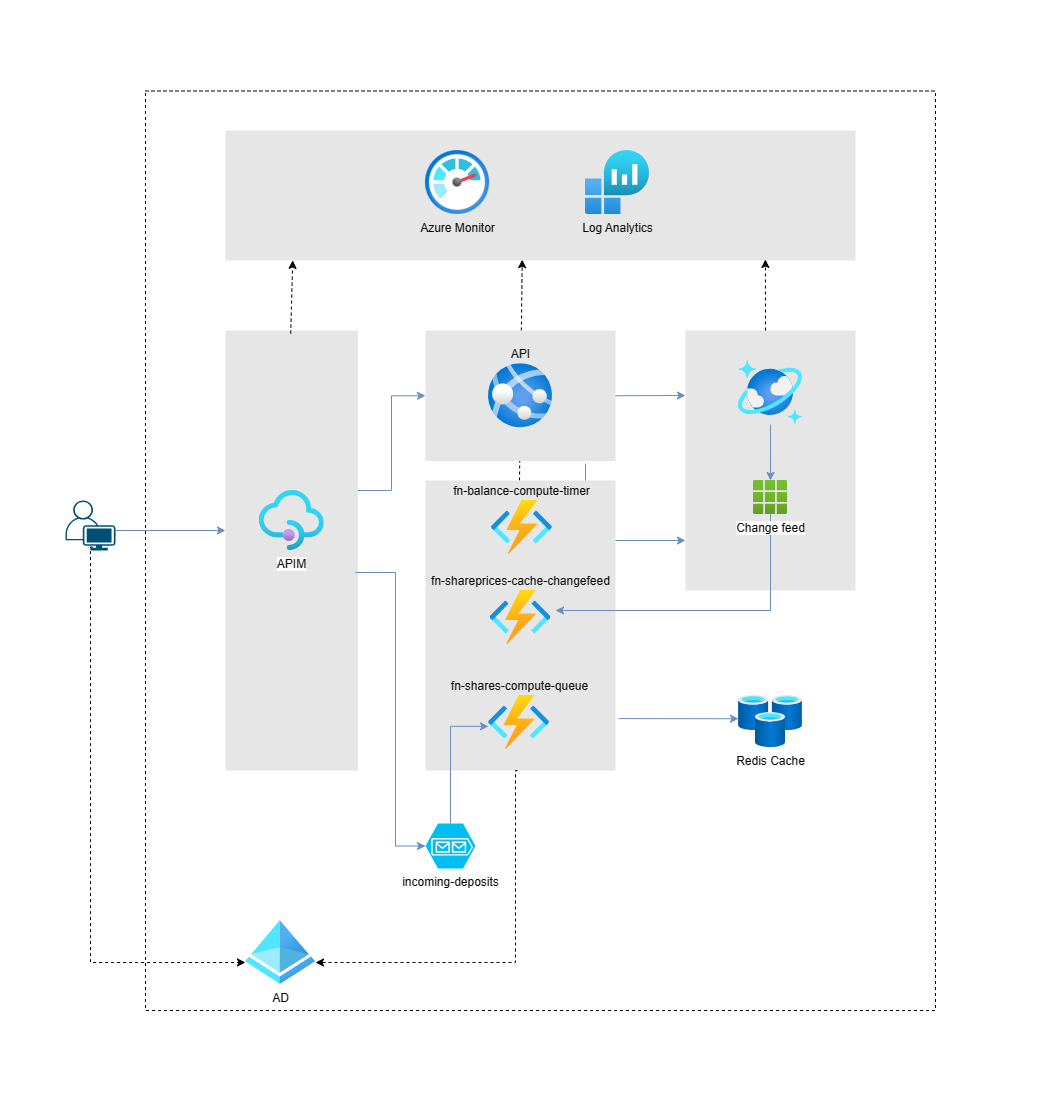 Azure Monitor
Log Analytics
API
fn-balance-compute-timer
Change feed
APIM
fn-shareprices-cache-changefeed
fn-shares-compute-queue
Redis Cache
incoming-deposits
AD